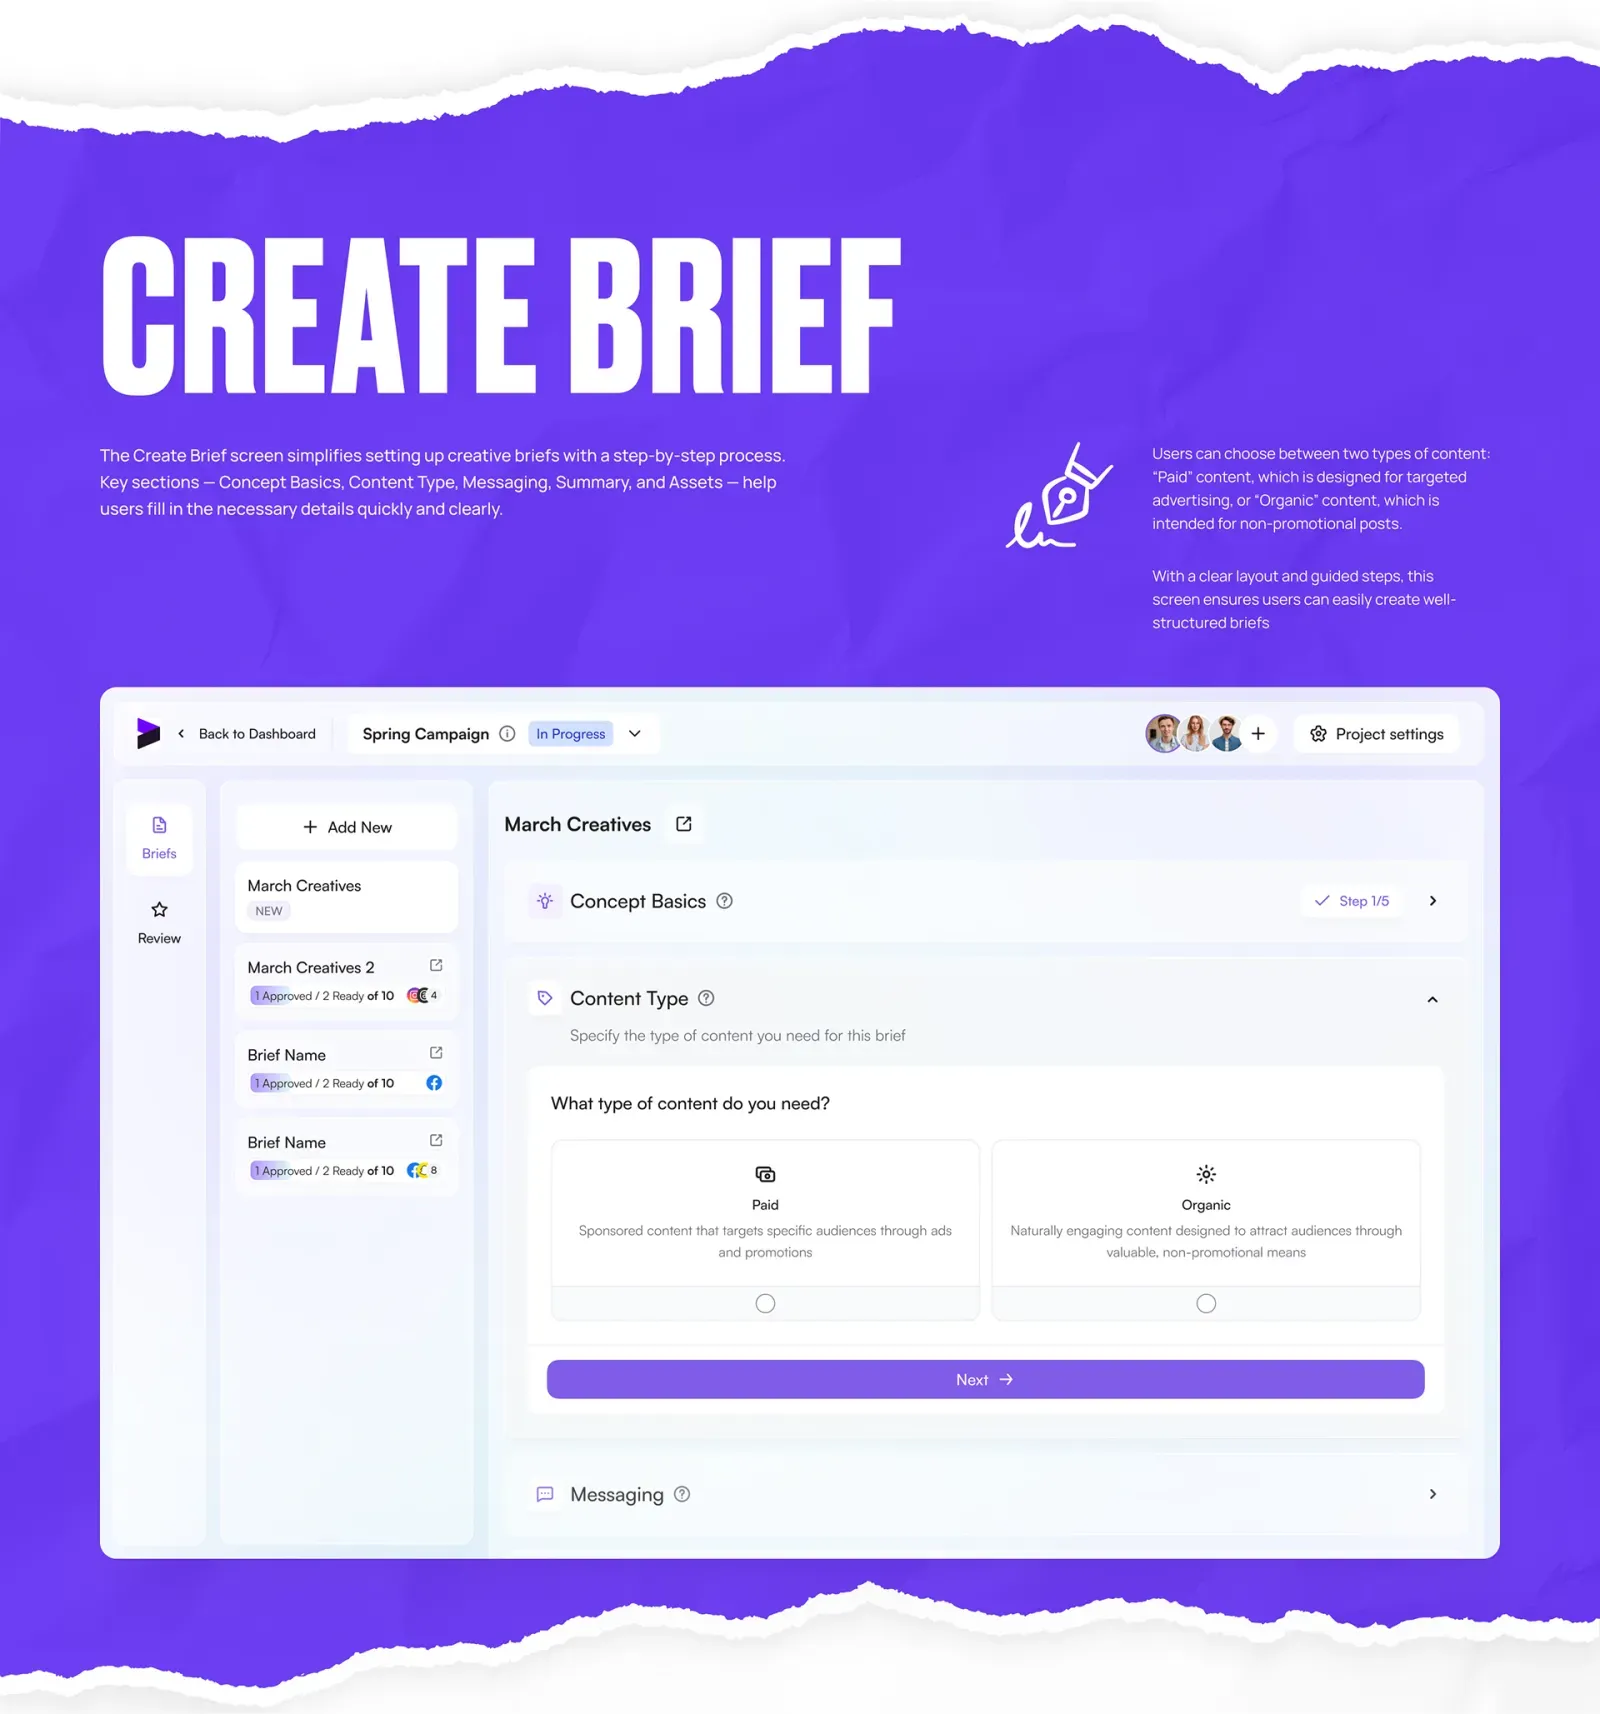 CREATE BRIEF
The Create Brief screen simplifies setting up creative briefs with a step-by-step process.
Key sections — Concept Basics, Content Type, Messaging, Summary, and Assets — help
users fill in the necessary details quickly and clearly.
Users can choose between two types of content:
“Paid” content, which is designed for targeted
advertising, or “Organic” content, which is
intended for non-promotional posts.
With a clear layout and guided steps, this
screen ensures users can easily create well-
structured briefs
Back to Dashboard
Spring Campaign
In Progress
Project settings
Briefs
Review
Add New
March Creatives
NEW
March Creatives 2
1 Approved / 2 Ready of 10
4
Brief Name
1 Approved / 2 Ready of 10
Brief Name
1 Approved / 2 Ready of 10
8
March Creatives
Concept Basics
Step 1/5
Content Type
Specify the type of content you need for this brief
What type of content do you need?
Paid
Sponsored content that targets specific audiences through ads
and promotions
Organic
Naturally engaging content designed to attract audiences through
valuable, non-promotional means
Next
Messaging